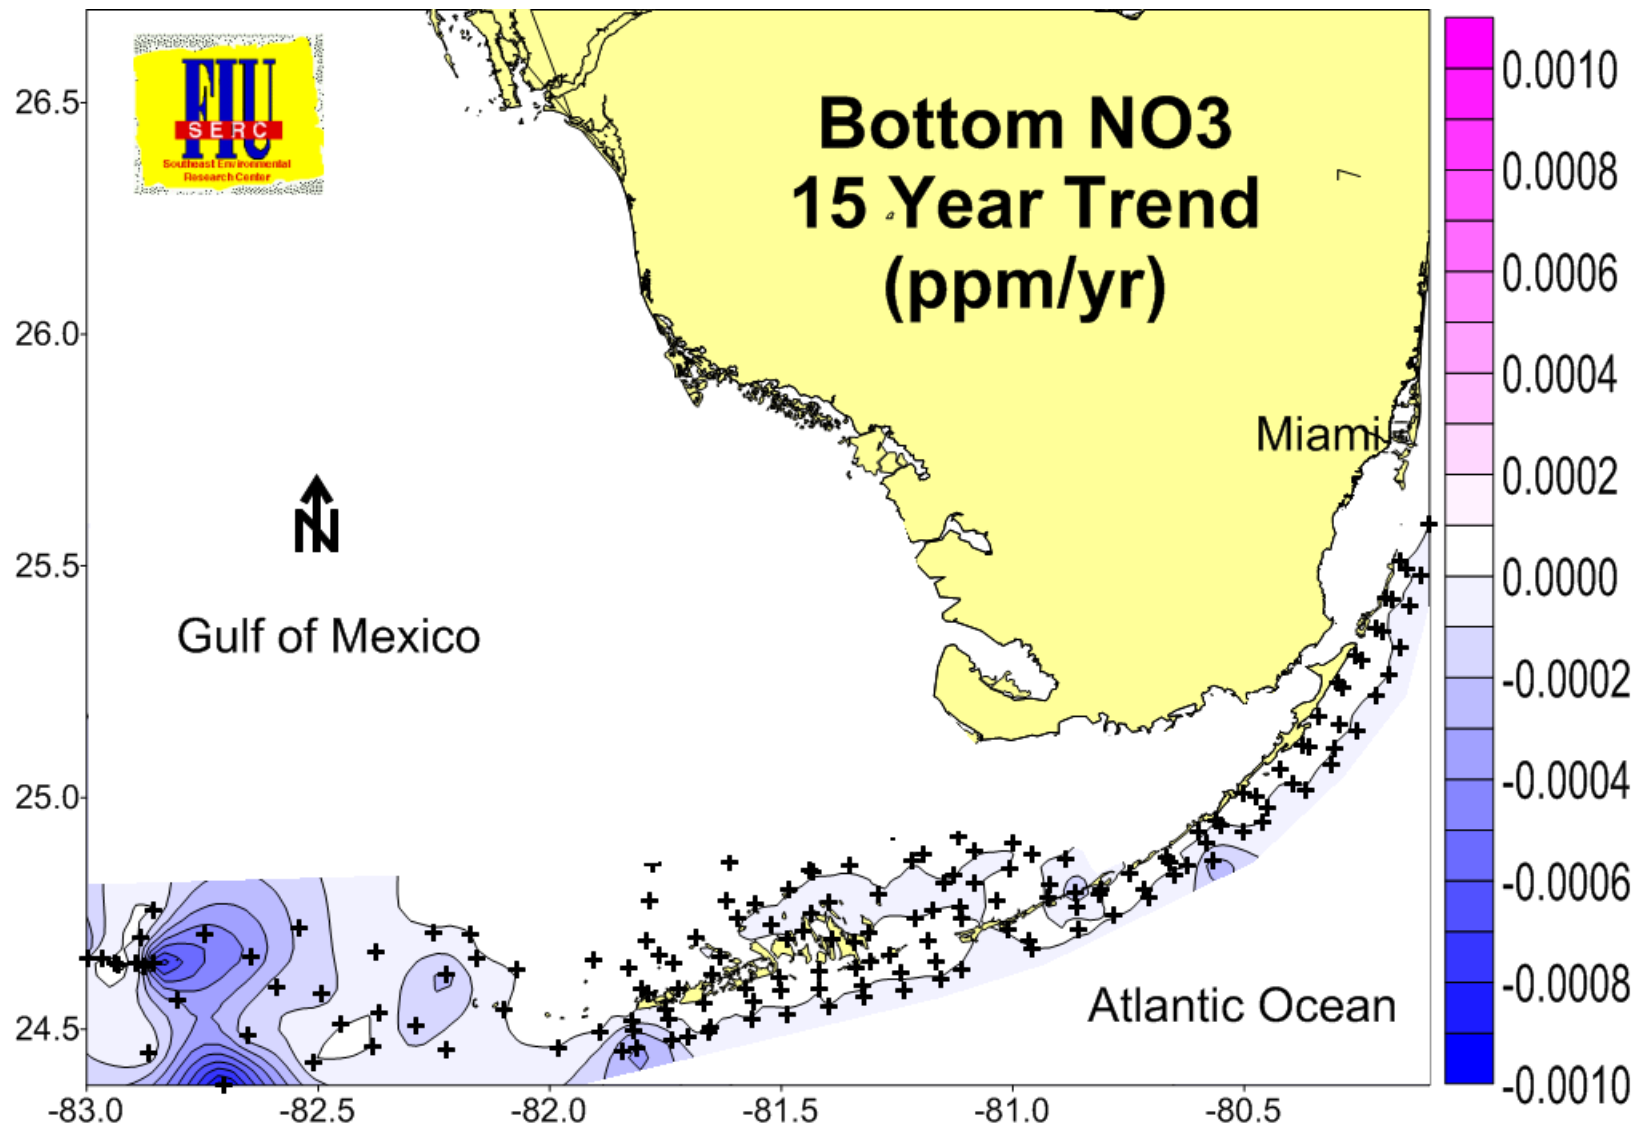 FIU
SERC
Southeast Environmental
Research Center
Bottom NO3
15 Year Trend
(ppm/yr)
Miami
Gulf of Mexico
N
Atlantic Ocean
26.5
26.0
25.5
25.0
24.5
-83.0
-82.5
-82.0
-81.5
-81.0
-80.5
0.0010
0.0008
0.0006
0.0004
0.0002
0.0000
-0.0002
-0.0004
-0.0006
-0.0008
-0.0010